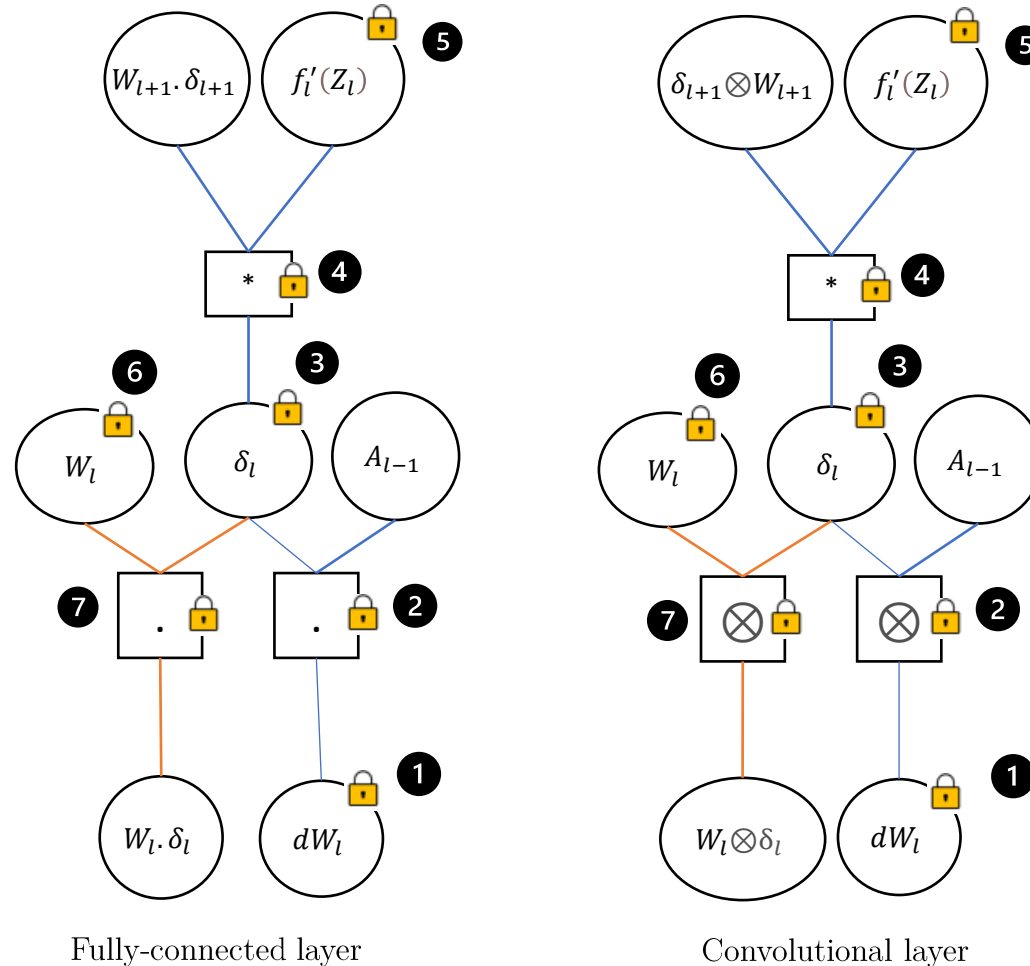 5 5
W_{l+1}.δ_{l+1} f_l'(Z_l) δ_{l+1}⊗W_{l+1} f_l'(Z_l)
* 4 * 4
6 3 6 3
W_l δ_l A_{l−1} W_l δ_l A_{l−1}
7 . . 2 7 ⊗ ⊗ 2
1 1
W_l.δ_l dW_l W_l⊗δ_l dW_l
Fully-connected layer Convolutional layer